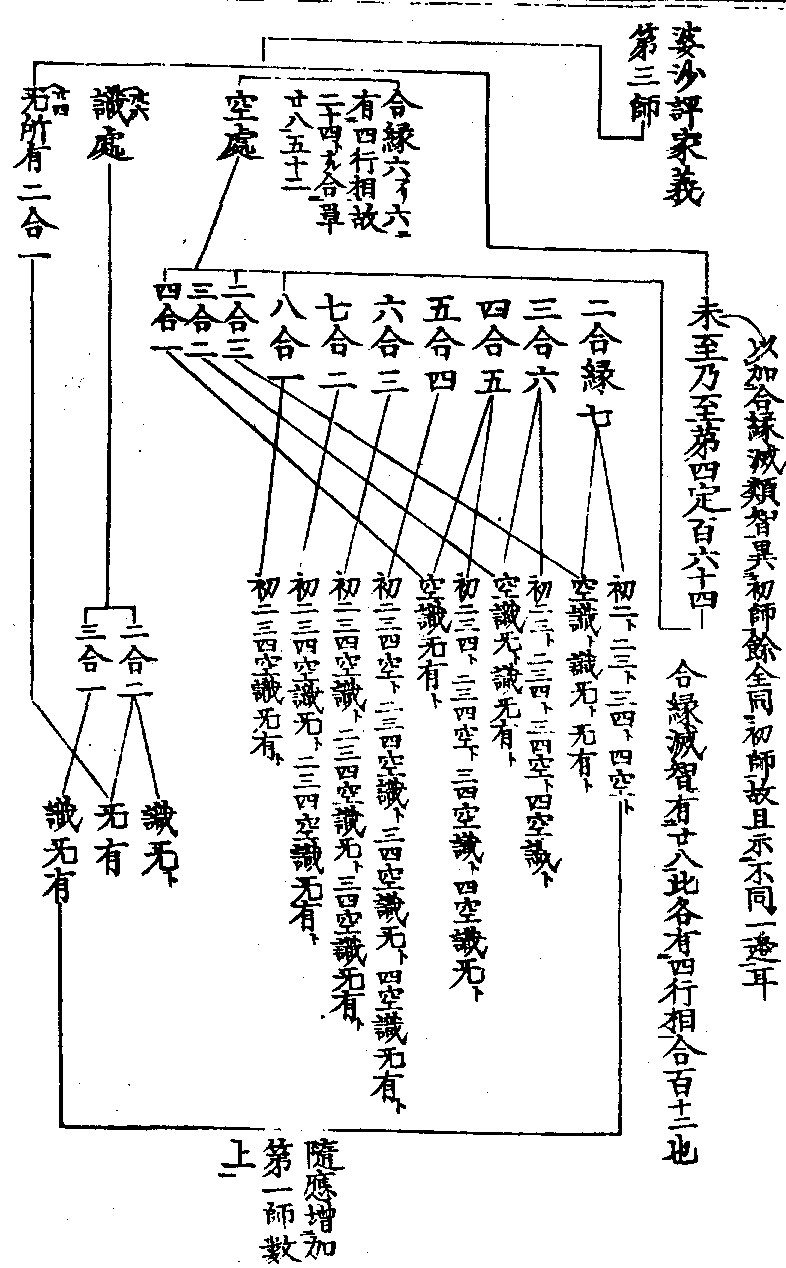 婆沙評家義
第三師
以加合緣滅類智異初師餘全同初師故且示不同一邊耳
未至乃至第四定百六十四
合緣滅智有廿八此各有四行相合百十二也
合緣六才六
有四行相故
二十四ト才合單
廿八五十二
空處
識處
无所有二合一
二合緣七
三合六
四合五
五合四
六合三
七合二
八合一
二合三
三合二
四合一
初二ト二三ト三四ト四空ト
空識ト識无ト无有ト
初二三ト二三四ト三四空ト四空識ト
空識无ト識无有ト
初二三四ト二三四空ト三四空識ト四空識无ト
空識无有ト
初二三四空ト二三四空識ト三四空識无ト四空識无有ト
初二三四空識ト二三四空識无ト三四空識无有ト
初二三四空識无ト二三四空識无有ト
初二三四空識无有ト
二合二
三合一
識无ト
无有
識无有
隨應增加
第一師數
上